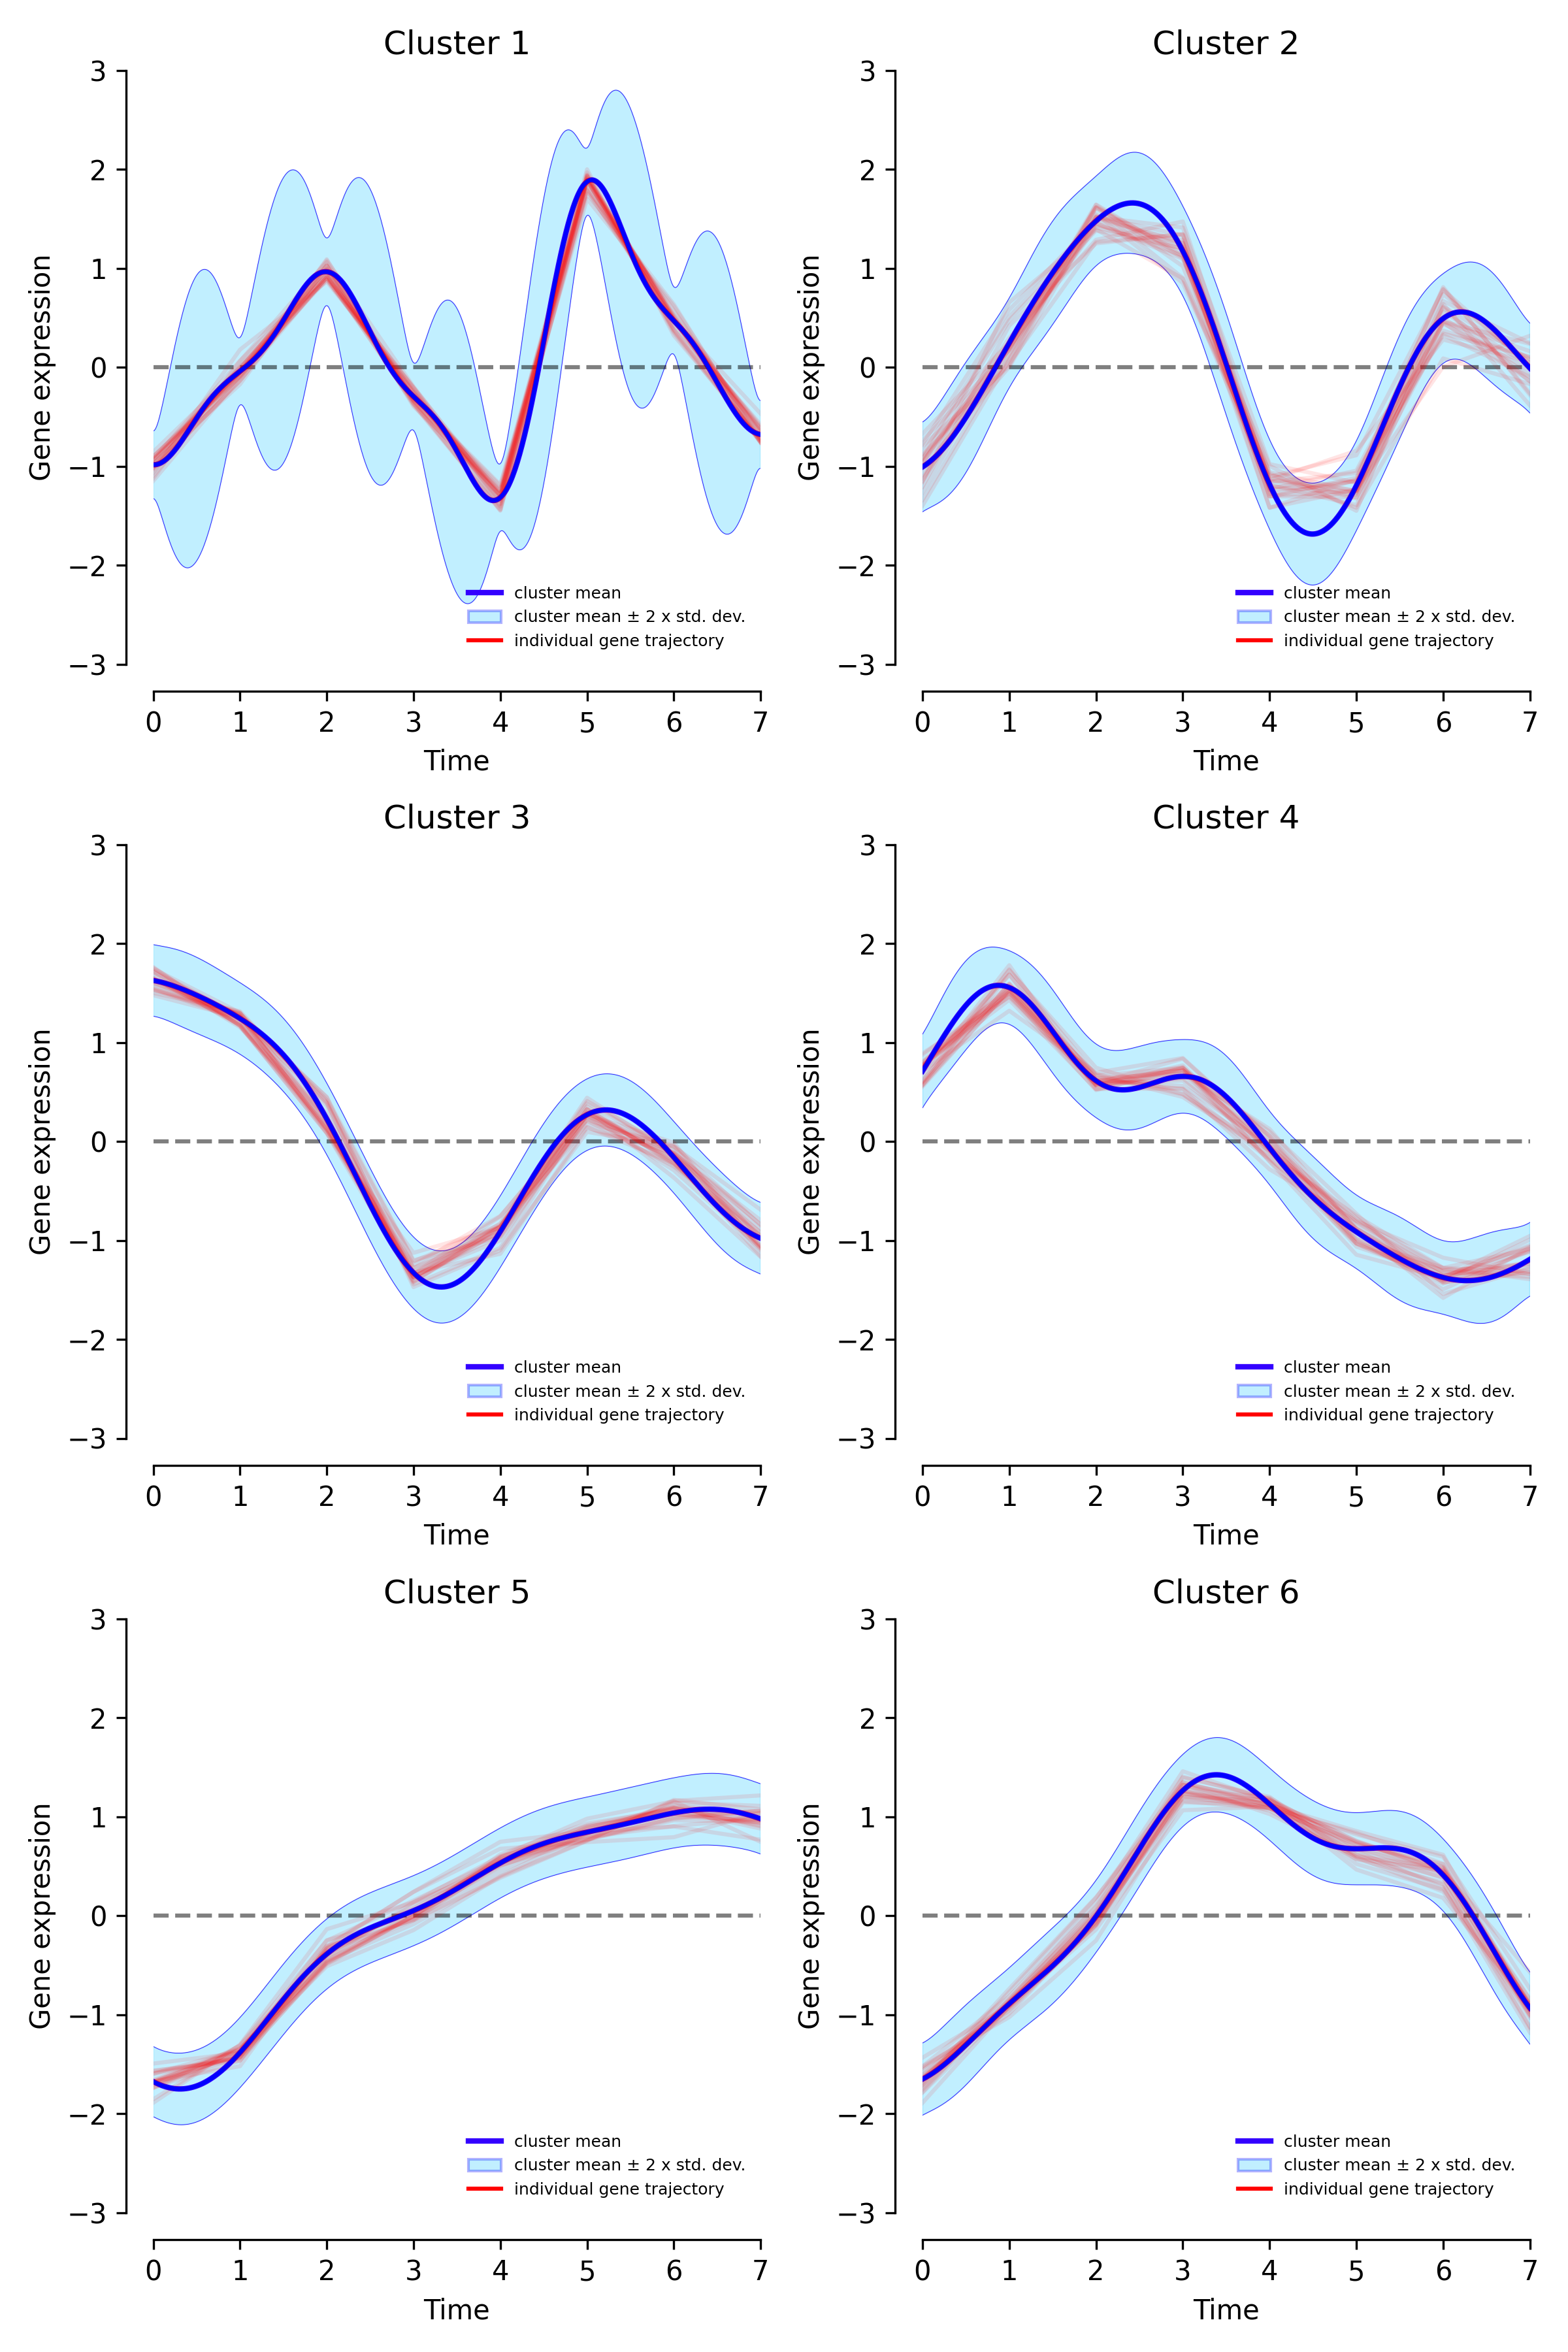 Cluster 1
3
2
1
0
−1
−2
−3
Gene expression
cluster mean
cluster mean ± 2 x std. dev.
individual gene trajectory
0 1 2 3 4 5 6 7
Time
Cluster 2
3
2
1
0
−1
−2
−3
Gene expression
cluster mean
cluster mean ± 2 x std. dev.
individual gene trajectory
0 1 2 3 4 5 6 7
Time
Cluster 3
3
2
1
0
−1
−2
−3
Gene expression
cluster mean
cluster mean ± 2 x std. dev.
individual gene trajectory
0 1 2 3 4 5 6 7
Time
Cluster 4
3
2
1
0
−1
−2
−3
Gene expression
cluster mean
cluster mean ± 2 x std. dev.
individual gene trajectory
0 1 2 3 4 5 6 7
Time
Cluster 5
3
2
1
0
−1
−2
−3
Gene expression
cluster mean
cluster mean ± 2 x std. dev.
individual gene trajectory
0 1 2 3 4 5 6 7
Time
Cluster 6
3
2
1
0
−1
−2
−3
Gene expression
cluster mean
cluster mean ± 2 x std. dev.
individual gene trajectory
0 1 2 3 4 5 6 7
Time